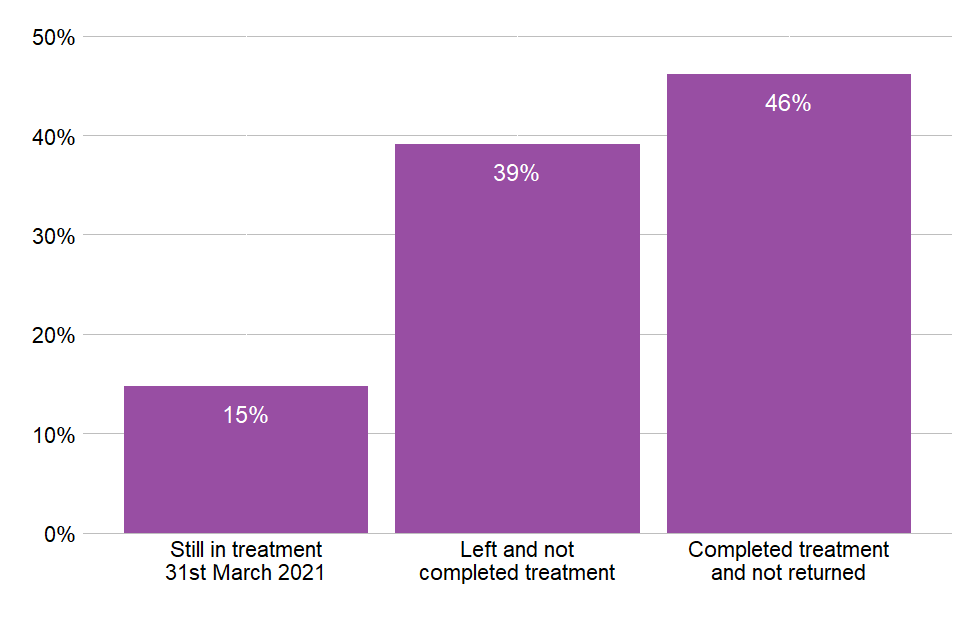 50%
46%
40%
39%
30%
20%
15%
10%
0%
Still in treatment
31st March 2021
Left and not
completed treatment
Completed treatment
and not returned